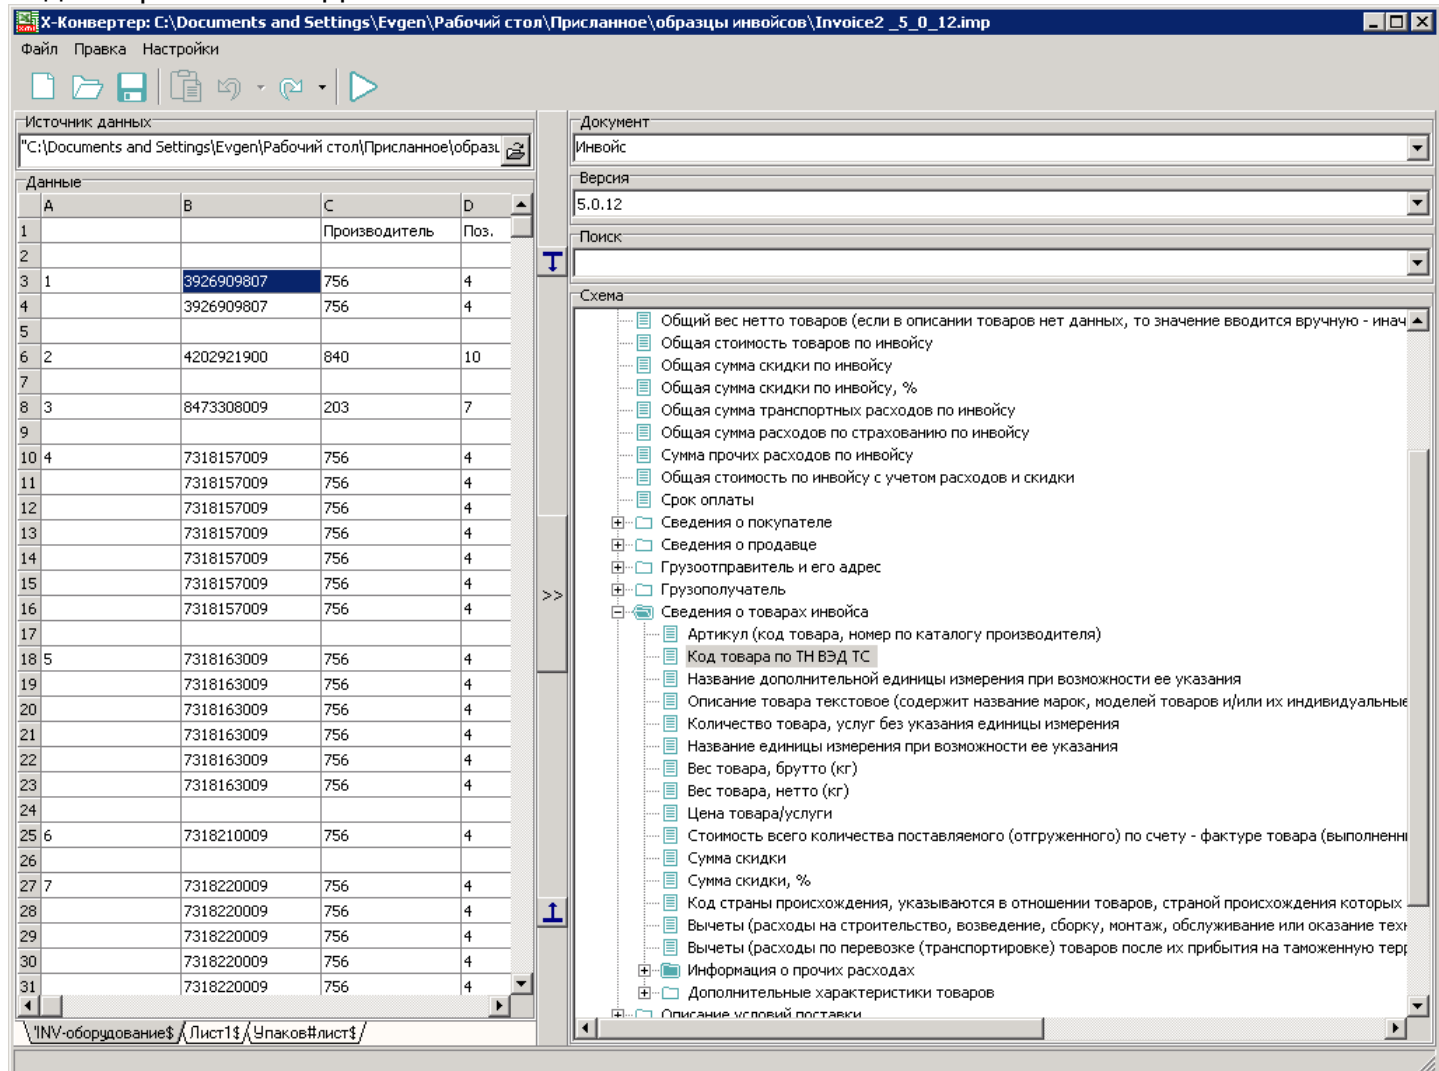 X-Конвертер: C:\Documents and Settings\Evgen\Рабочий стол\Присланное\образцы инвойсов\Invoice2 _5_0_12.imp
Файл Правка Настройки
Источник данных
"C:\Documents and Settings\Evgen\Рабочий стол\Присланное\образц
Данные
A B C D
1 Производитель Поз.
2
3 1 3926909807 756 4
4 3926909807 756 4
5
6 2 4202921900 840 10
7
8 3 8473308009 203 7
9
10 4 7318157009 756 4
11 7318157009 756 4
12 7318157009 756 4
13 7318157009 756 4
14 7318157009 756 4
15 7318157009 756 4
16 7318157009 756 4
17
18 5 7318163009 756 4
19 7318163009 756 4
20 7318163009 756 4
21 7318163009 756 4
22 7318163009 756 4
23 7318163009 756 4
24
25 6 7318210009 756 4
26
27 7 7318220009 756 4
28 7318220009 756 4
29 7318220009 756 4
30 7318220009 756 4
31 7318220009 756 4
'INV-оборудование$ Лист1$ Упаков#лист$
>>
Документ
Инвойс
Версия
5.0.12
Поиск
Схема
Общий вес нетто товаров (если в описании товаров нет данных, то значение вводится вручную - инач
Общая стоимость товаров по инвойсу
Общая сумма скидки по инвойсу
Общая сумма скидки по инвойсу, %
Общая сумма транспортных расходов по инвойсу
Общая сумма расходов по страхованию по инвойсу
Сумма прочих расходов по инвойсу
Общая стоимость по инвойсу с учетом расходов и скидки
Срок оплаты
Сведения о покупателе
Сведения о продавце
Грузоотправитель и его адрес
Грузополучатель
Сведения о товарах инвойса
Артикул (код товара, номер по каталогу производителя)
Код товара по ТН ВЭД ТС
Название дополнительной единицы измерения при возможности ее указания
Описание товара текстовое (содержит название марок, моделей товаров и/или их индивидуальные
Количество товара, услуг без указания единицы измерения
Название единицы измерения при возможности ее указания
Вес товара, брутто (кг)
Вес товара, нетто (кг)
Цена товара/услуги
Стоимость всего количества поставляемого (отгруженного) по счету - фактуре товара (выполненн
Сумма скидки
Сумма скидки, %
Код страны происхождения, указываются в отношении товаров, страной происхождения которых
Вычеты (расходы на строительство, возведение, сборку, монтаж, обслуживание или оказание техн
Вычеты (расходы по перевозке (транспортировке) товаров после их прибытия на таможенную терр
Информация о прочих расходах
Дополнительные характеристики товаров
Описание условий поставки